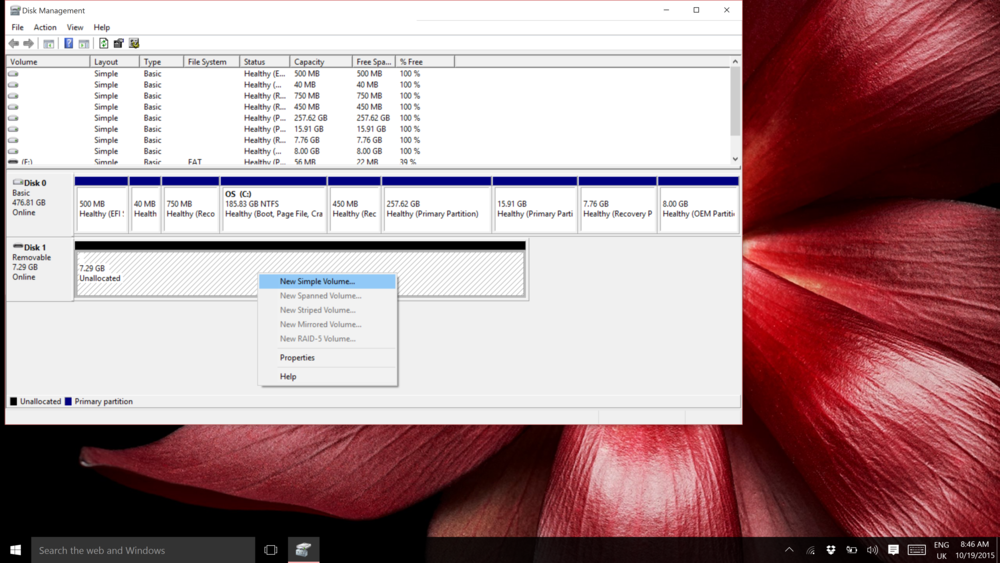 Disk Management
File Action View Help
Volume Layout Type File System Status Capacity Free Spa... % Free
Simple Basic Healthy (E... 500 MB 500 MB 100 %
Simple Basic Healthy (... 40 MB 40 MB 100 %
Simple Basic Healthy (R... 750 MB 750 MB 100 %
Simple Basic Healthy (R... 450 MB 450 MB 100 %
Simple Basic Healthy (P... 257.62 GB 257.62 GB 100 %
Simple Basic Healthy (P... 15.91 GB 15.91 GB 100 %
Simple Basic Healthy (R... 7.76 GB 7.76 GB 100 %
Simple Basic Healthy (... 8.00 GB 8.00 GB 100 %
(F:) Simple Basic FAT Healthy (P... 56 MB 22 MB 39 %
Disk 0
Basic
476.81 GB
Online
500 MB
Healthy (EFI
40 MB
Health
750 MB
Healthy (Reco
OS (C:)
185.83 GB NTFS
Healthy (Boot, Page File, Cra
450 MB
Healthy (Rec
257.62 GB
Healthy (Primary Partition)
15.91 GB
Healthy (Primary Parti
7.76 GB
Healthy (Recovery P
8.00 GB
Healthy (OEM Partiti
Disk 1
Removable
7.29 GB
Online
7.29 GB
Unallocated
New Simple Volume...
New Spanned Volume...
New Striped Volume...
New Mirrored Volume...
New RAID-5 Volume...
Properties
Help
Unallocated Primary partition
Search the web and Windows
ENG
UK
8:46 AM
10/19/2015